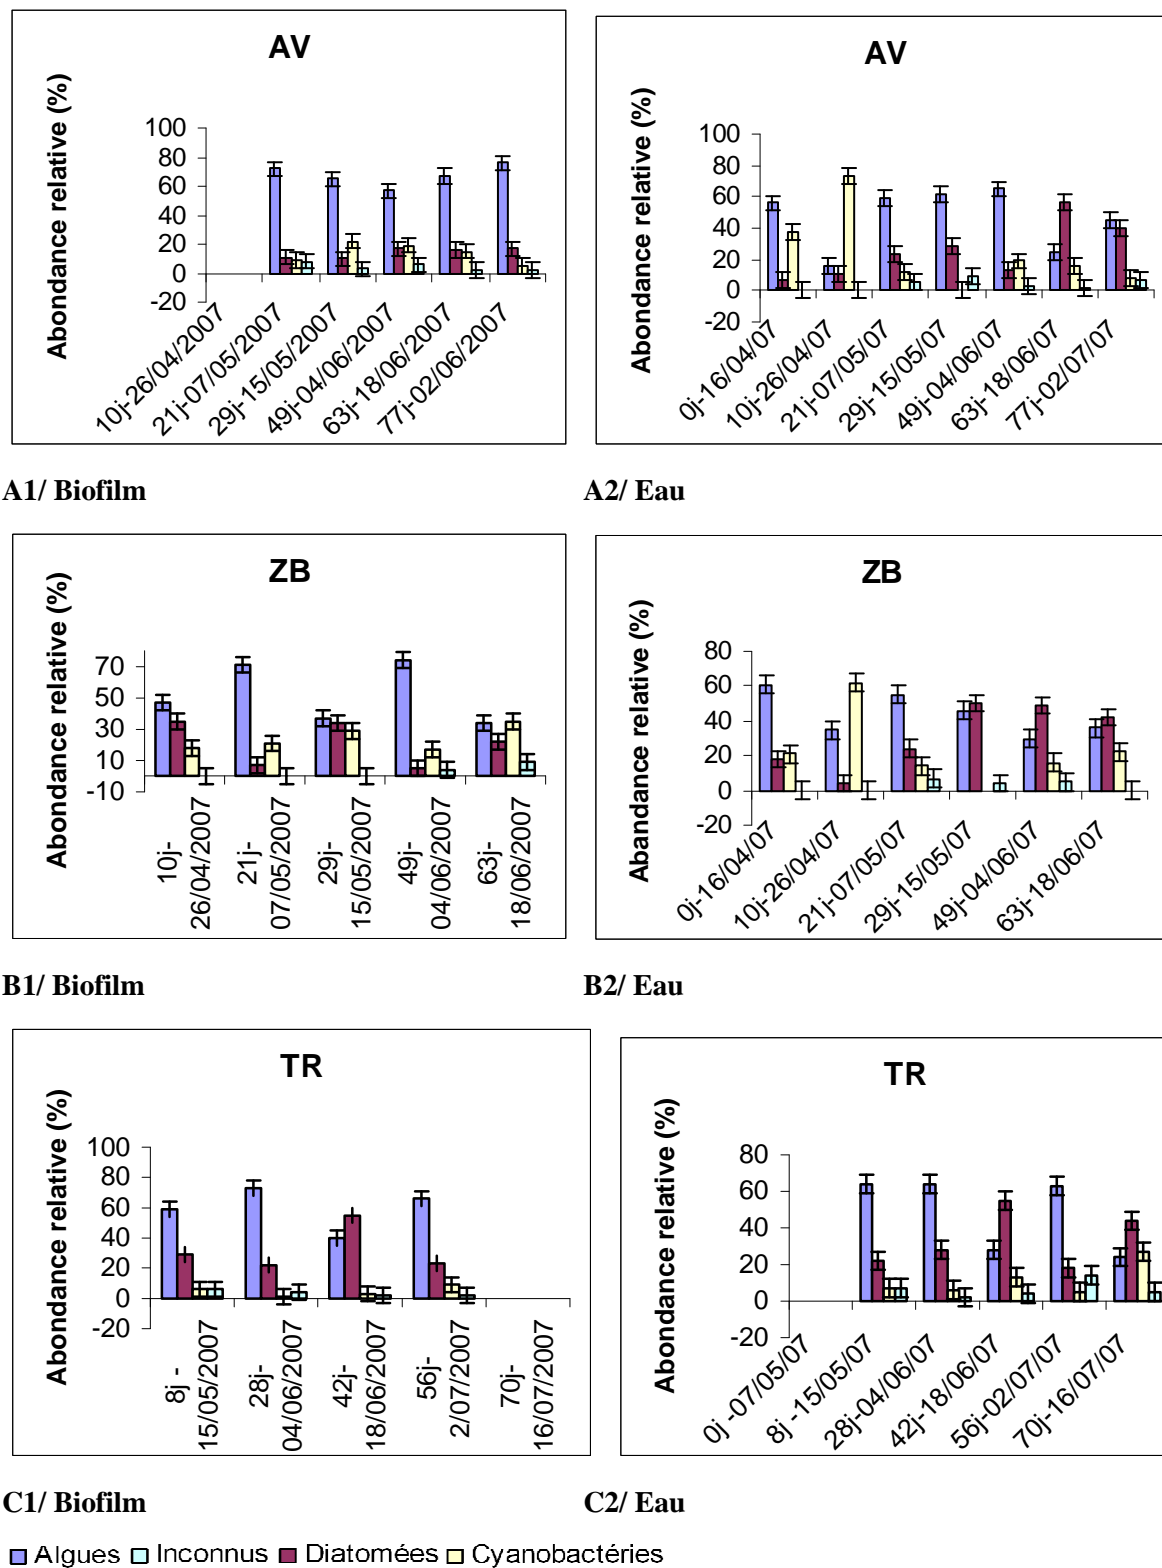 AV
Abondance relative (%)
100
80
60
40
20
0
-20
10j-26/04/2007
21j-07/05/2007
29j-15/05/2007
49j-04/06/2007
63j-18/06/2007
77j-02/06/2007
A1/ Biofilm
AV
Abondance relative (%)
100
80
60
40
20
0
-20
0j-16/04/07
10j-26/04/07
21j-07/05/07
29j-15/05/07
49j-04/06/07
63j-18/06/07
77j-02/07/07
A2/ Eau
ZB
Abondance relative (%)
70
50
30
10
-10
10j-
26/04/2007
21j-
07/05/2007
29j-
15/05/2007
49j-
04/06/2007
63j-
18/06/2007
B1/ Biofilm
ZB
Abandance relative (%)
80
60
40
20
0
-20
0j-16/04/07
10j-26/04/07
21j-07/05/07
29j-15/05/07
49j-04/06/07
63j-18/06/07
B2/ Eau
TR
Abondance relative (%)
100
80
60
40
20
0
-20
8j -
15/05/2007
28j-
04/06/2007
42j-
18/06/2007
56j-
2/07/2007
70j-
16/07/2007
C1/ Biofilm
TR
Abondance relative (%)
80
60
40
20
0
-20
0j -07/05/07
8j -15/05/07
28j-04/06/07
42j-18/06/07
56j-02/07/07
70j-16/07/07
C2/ Eau
Algues Inconnus Diatomées Cyanobactéries